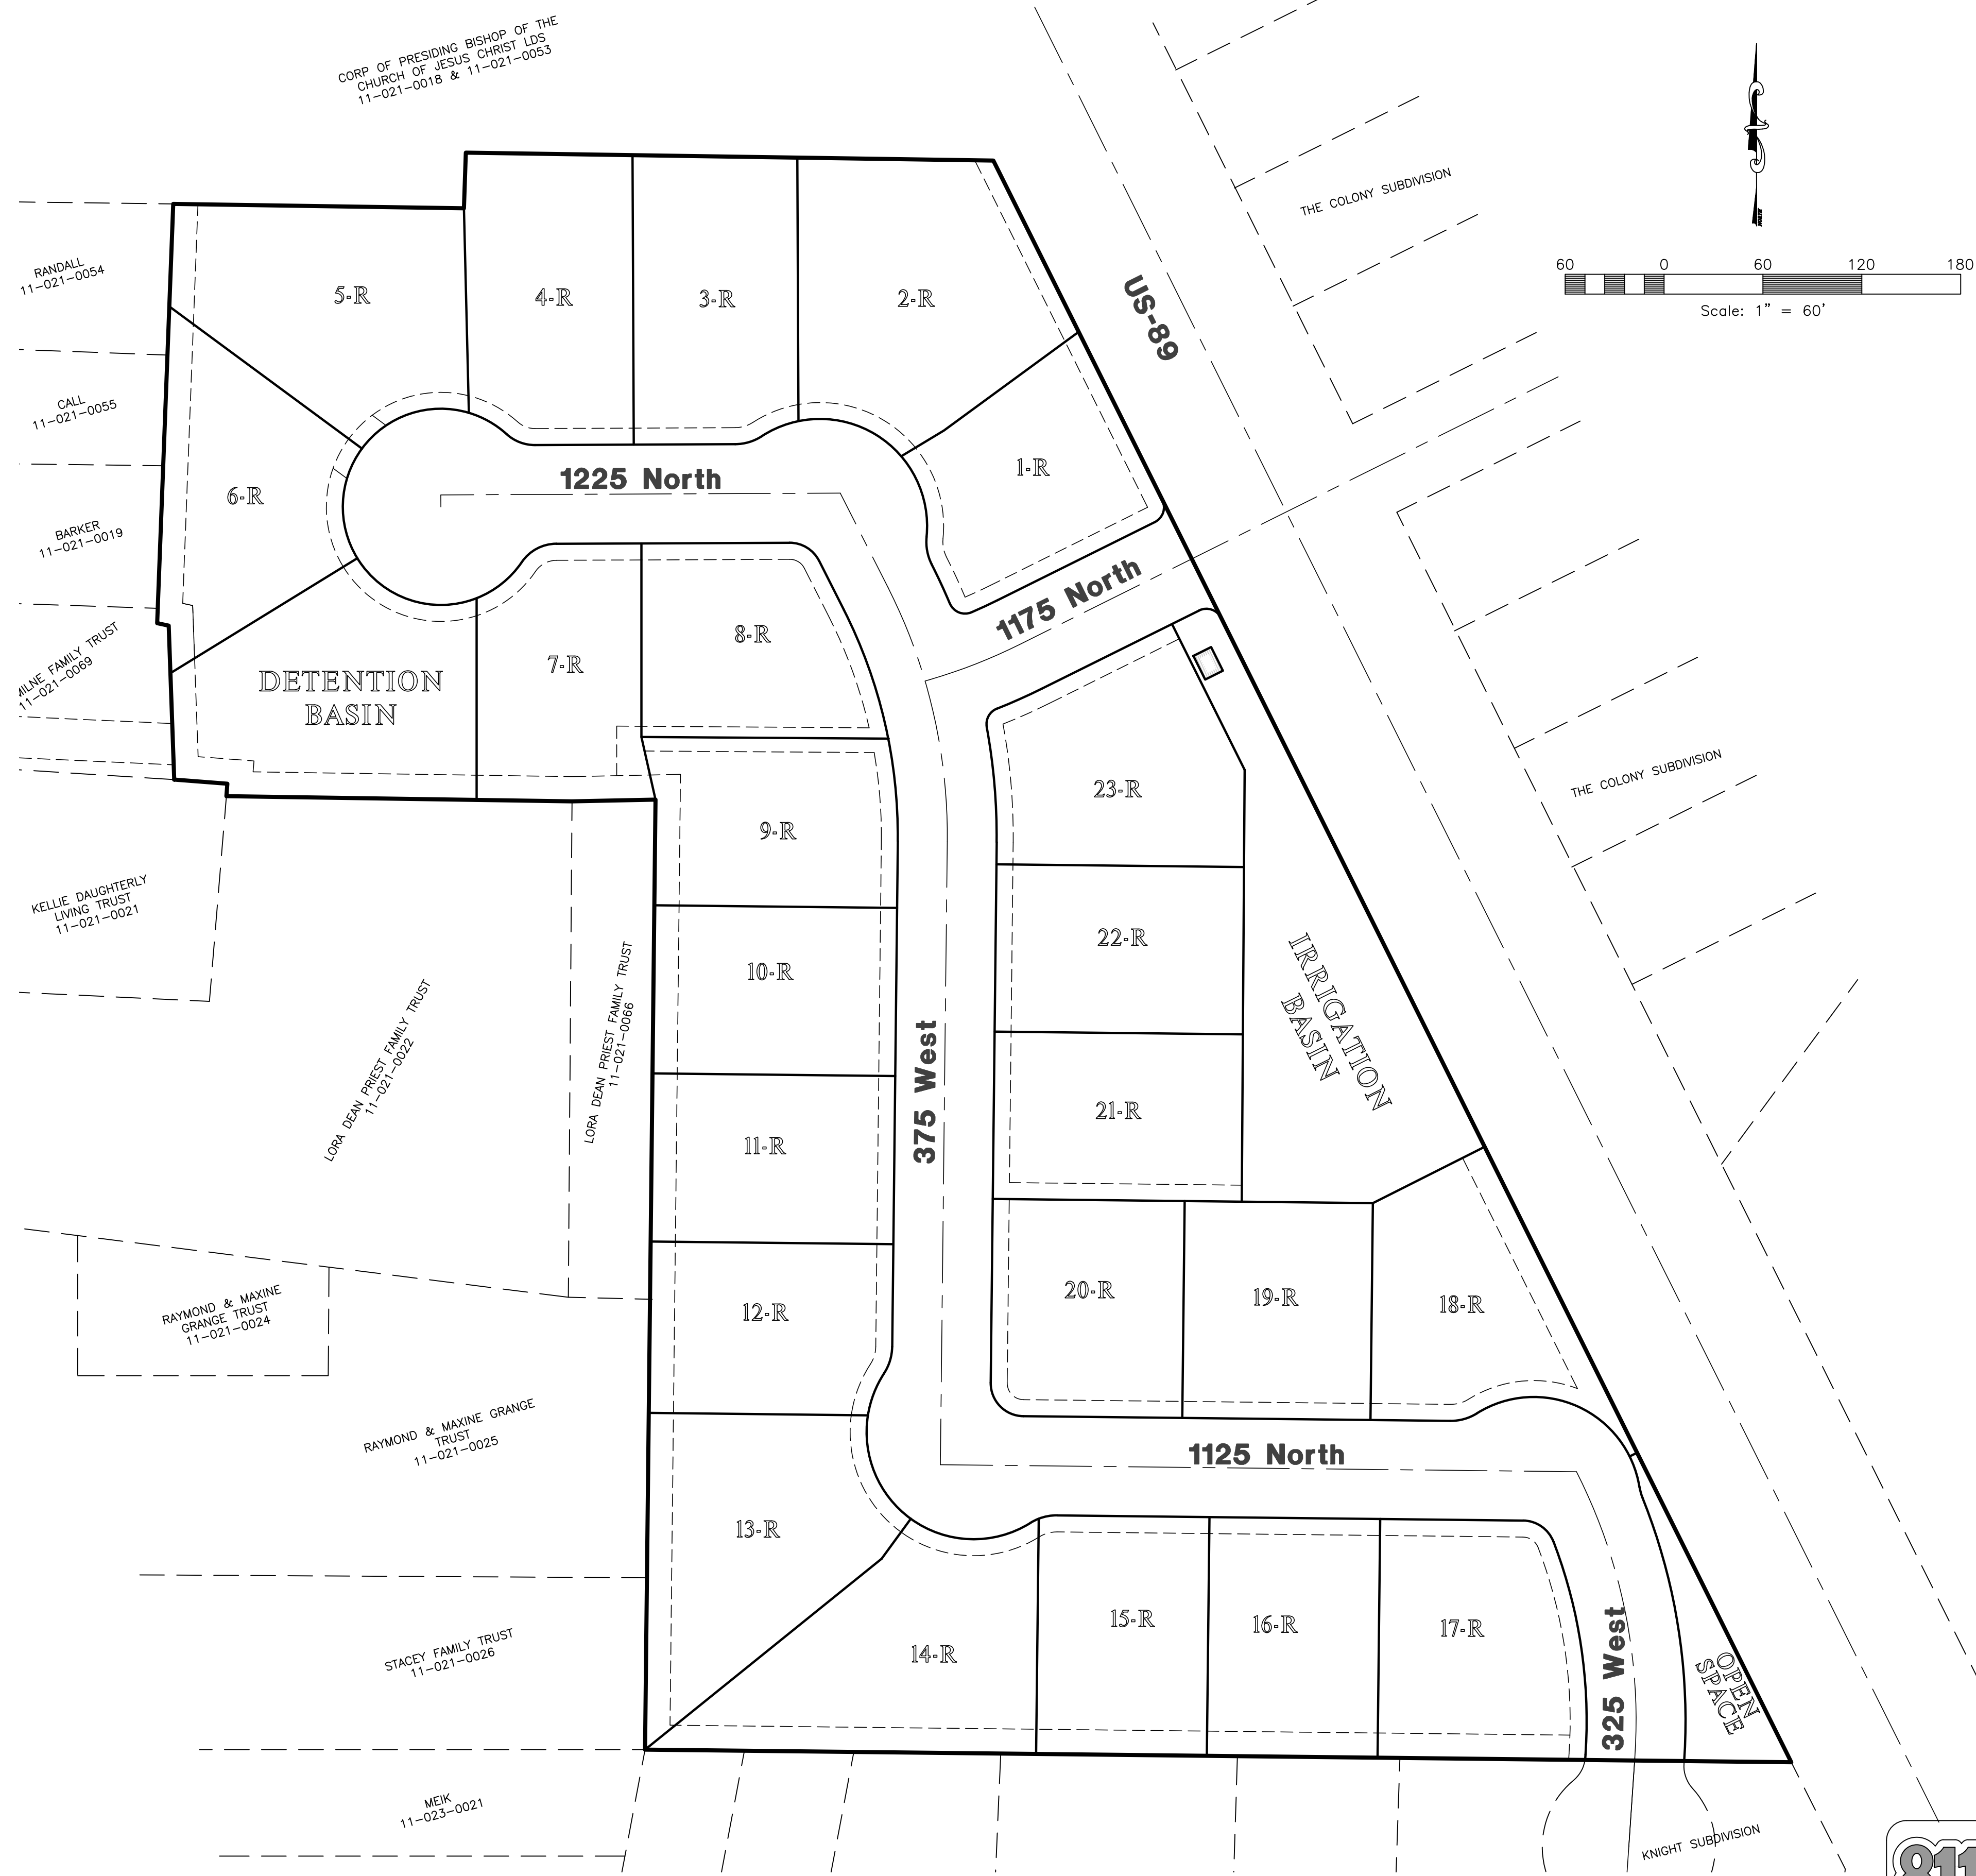 CORP OF PRESIDING BISHOP OF THE
CHURCH OF JESUS CHRIST LDS
11-021-0018 & 11-021-0053
THE COLONY SUBDIVISION
NORTH
60 0 60 120 180
Scale: 1" = 60'
RANDALL
11-021-0054
5-R
4-R
3-R
2-R
US-89
CALL
11-021-0055
1225 North
1-R
6-R
BARKER
11-021-0019
1175 North
MILNE FAMILY TRUST
11-021-0069
DETENTION
BASIN
7-R
8-R
23-R
THE COLONY SUBDIVISION
9-R
KELLIE DAUGHTERLY
LIVING TRUST
11-021-0021
22-R
10-R
IRRIGATION
BASIN
LORA DEAN PRIEST FAMILY TRUST
11-021-0022
LORA DEAN PRIEST FAMILY TRUST
11-021-0066
375 West
21-R
11-R
RAYMOND & MAXINE
GRANGE TRUST
11-021-0024
12-R
20-R
19-R
18-R
RAYMOND & MAXINE GRANGE
TRUST
11-021-0025
1125 North
13-R
STACEY FAMILY TRUST
11-021-0026
14-R
15-R
16-R
17-R
325 West
OPEN
SPACE
MEIK
11-023-0021
KNIGHT SUBDIVISION
811